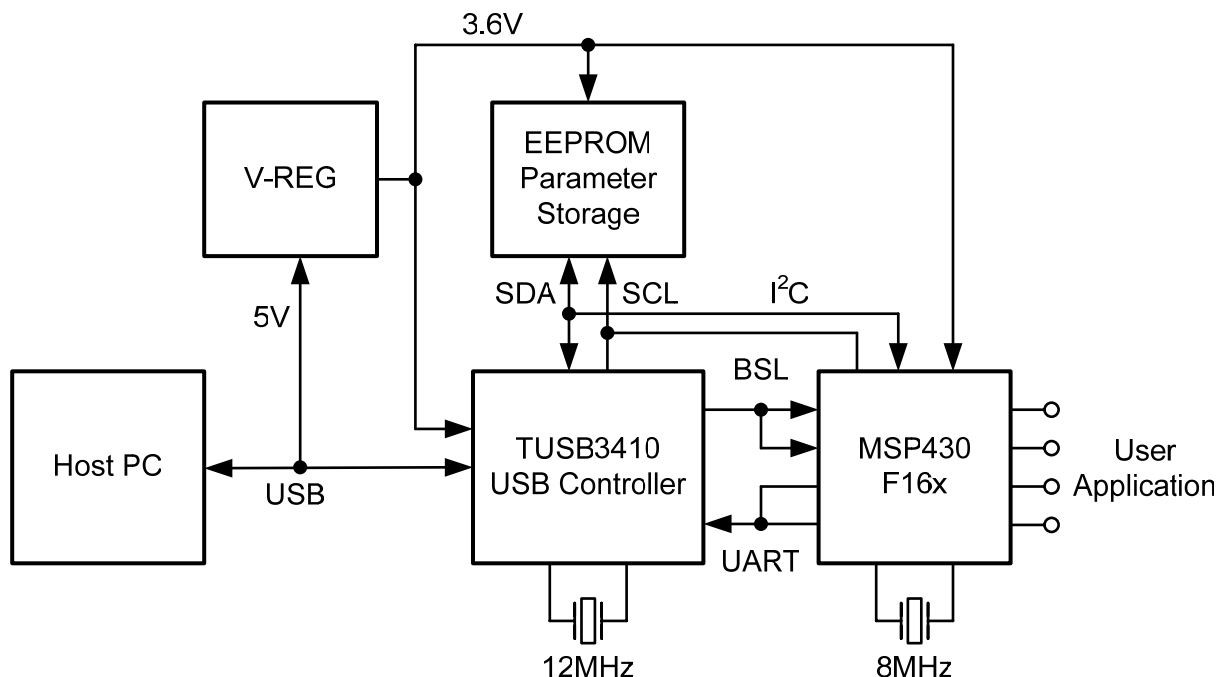 3.6V
V-REG
EEPROM
Parameter
Storage
SDA
SCL
I²C
5V
BSL
Host PC
USB
TUSB3410
USB Controller
MSP430
F16x
User
Application
UART
12MHz
8MHz